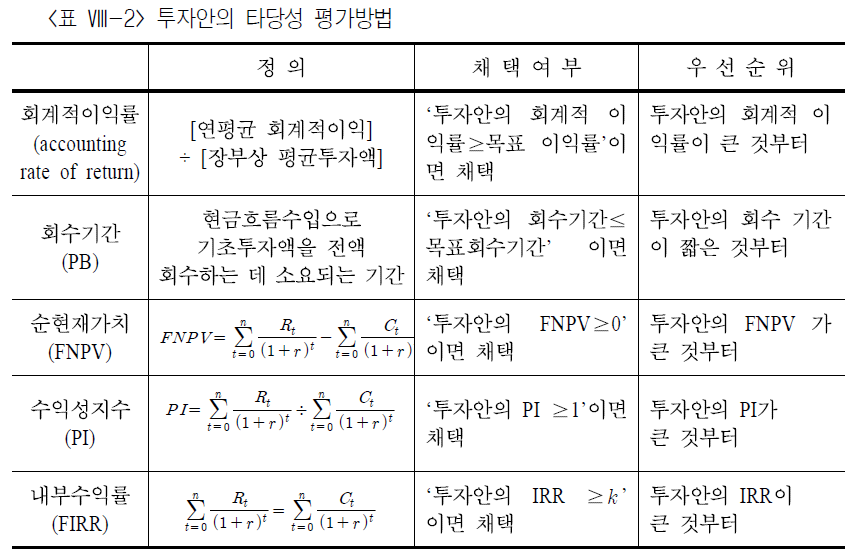 <표 Ⅷ-2> 투자안의 타당성 평가방법
정 의
채 택 여 부
우 선 순 위
회계적이익률
(accounting
rate of return)
[연평균 회계적이익]
÷ [장부상 평균투자액]
‘투자안의 회계적 이
익률≥목표 이익률’이
면 채택
투자안의 회계적 이
익률이 큰 것부터
회수기간
(PB)
현금흐름수입으로
기초투자액을 전액
회수하는 데 소요되는 기간
‘투자안의 회수기간≤
목표회수기간’ 이면
채택
투자안의 회수 기간
이 짧은 것부터
순현재가치
(FNPV)
FNPV = ∑_{t=0}^{n} R_t/(1+r)^t − ∑_{t=0}^{n} C_t/(1+r)
‘투자안의 FNPV≥0’
이면 채택
투자안의 FNPV 가
큰 것부터
수익성지수
(PI)
PI = ∑_{t=0}^{n} R_t/(1+r)^t ÷ ∑_{t=0}^{n} C_t/(1+r)^t
‘투자안의 PI ≥1’이면
채택
투자안의 PI가
큰 것부터
내부수익률
(FIRR)
∑_{t=0}^{n} R_t/(1+r)^t = ∑_{t=0}^{n} C_t/(1+r)^t
‘투자안의 IRR ≥k’
이면 채택
투자안의 IRR이
큰 것부터